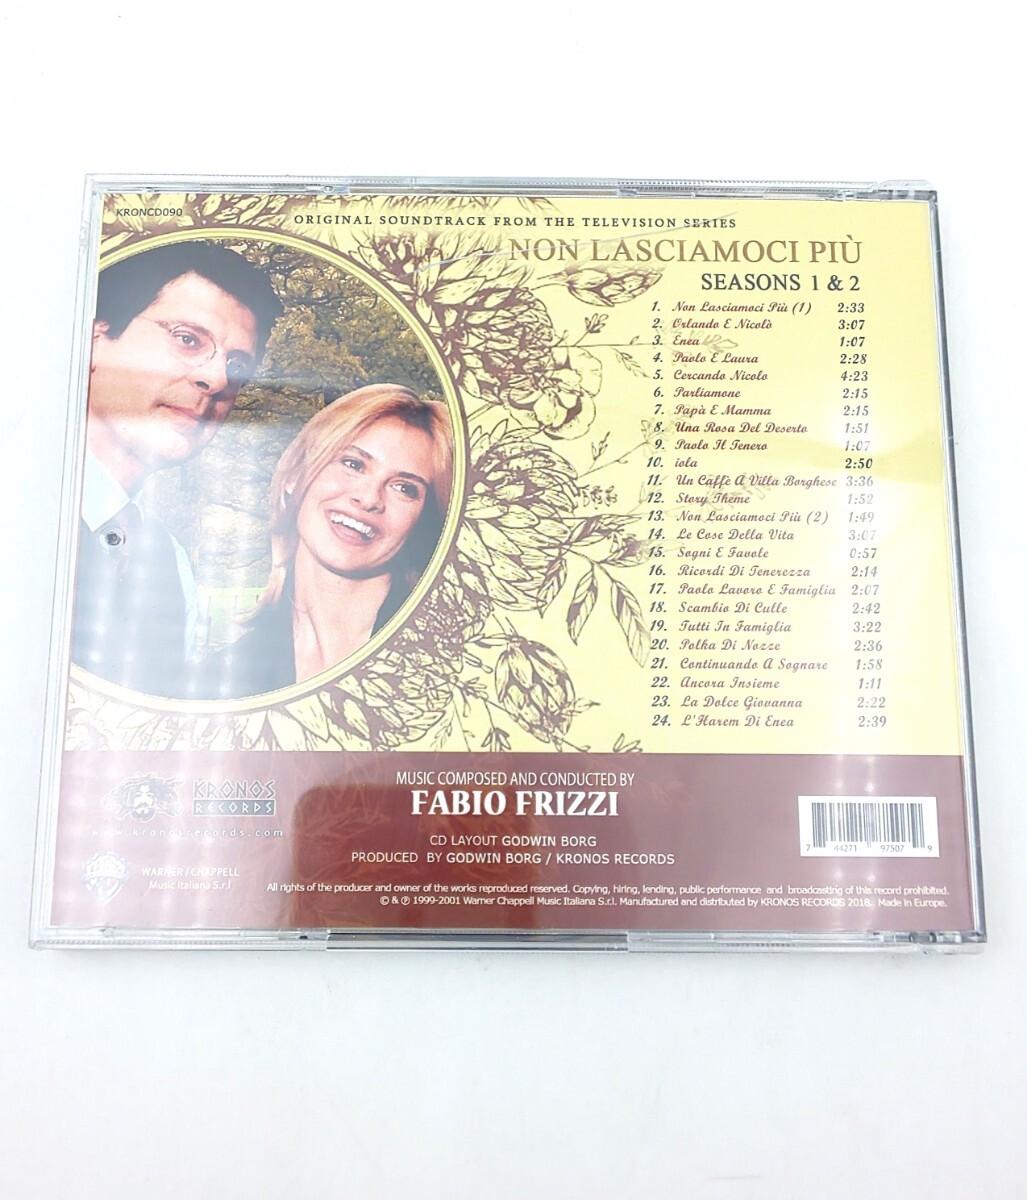 KRONCD090
ORIGINAL SOUNDTRACK FROM THE TELEVISION SERIES
NON LASCIAMOCI PIÙ
SEASONS 1 & 2
1. Non Lasciamoci Più (1) 2:33
2. Orlando E Nicolò 3:07
3. Enea 1:07
4. Paolo E Laura 2:28
5. Cercando Nicolo 4:23
6. Parliamone 2:15
7. Papà E Mamma 2:15
8. Una Rosa Del Deserto 1:51
9. Paolo Il Tenero 1:07
10. iola 2:50
11. Un Caffè A Villa Borghese 3:36
12. Story Theme 1:52
13. Non Lasciamoci Più (2) 1:49
14. Le Cose Della Vita 3:07
15. Sogni E Favole 0:57
16. Ricordi Di Tenerezza 2:14
17. Paolo Lavoro E Famiglia 2:07
18. Scambio Di Culle 2:42
19. Tutti In Famiglia 3:22
20. Polka Di Nozze 2:36
21. Continuando A Sognare 1:58
22. Ancora Insieme 1:11
23. La Dolce Giovanna 2:22
24. L'Harem Di Enea 2:39
KRONOS
RECORDS
www.kronosrecords.com
MUSIC COMPOSED AND CONDUCTED BY
FABIO FRIZZI
CD LAYOUT GODWIN BORG
PRODUCED BY GODWIN BORG / KRONOS RECORDS
WARNER / CHAPPELL
Music Italiana S.r.l
7 44271 97507 9
All rights of the producer and owner of the works reproduced reserved. Copying, hiring, lending, public performance and broadcasting of this record prohibited.
© & ℗ 1999-2001 Warner Chappell Music Italiana S.r.l. Manufactured and distributed by KRONOS RECORDS 2018. Made in Europe.